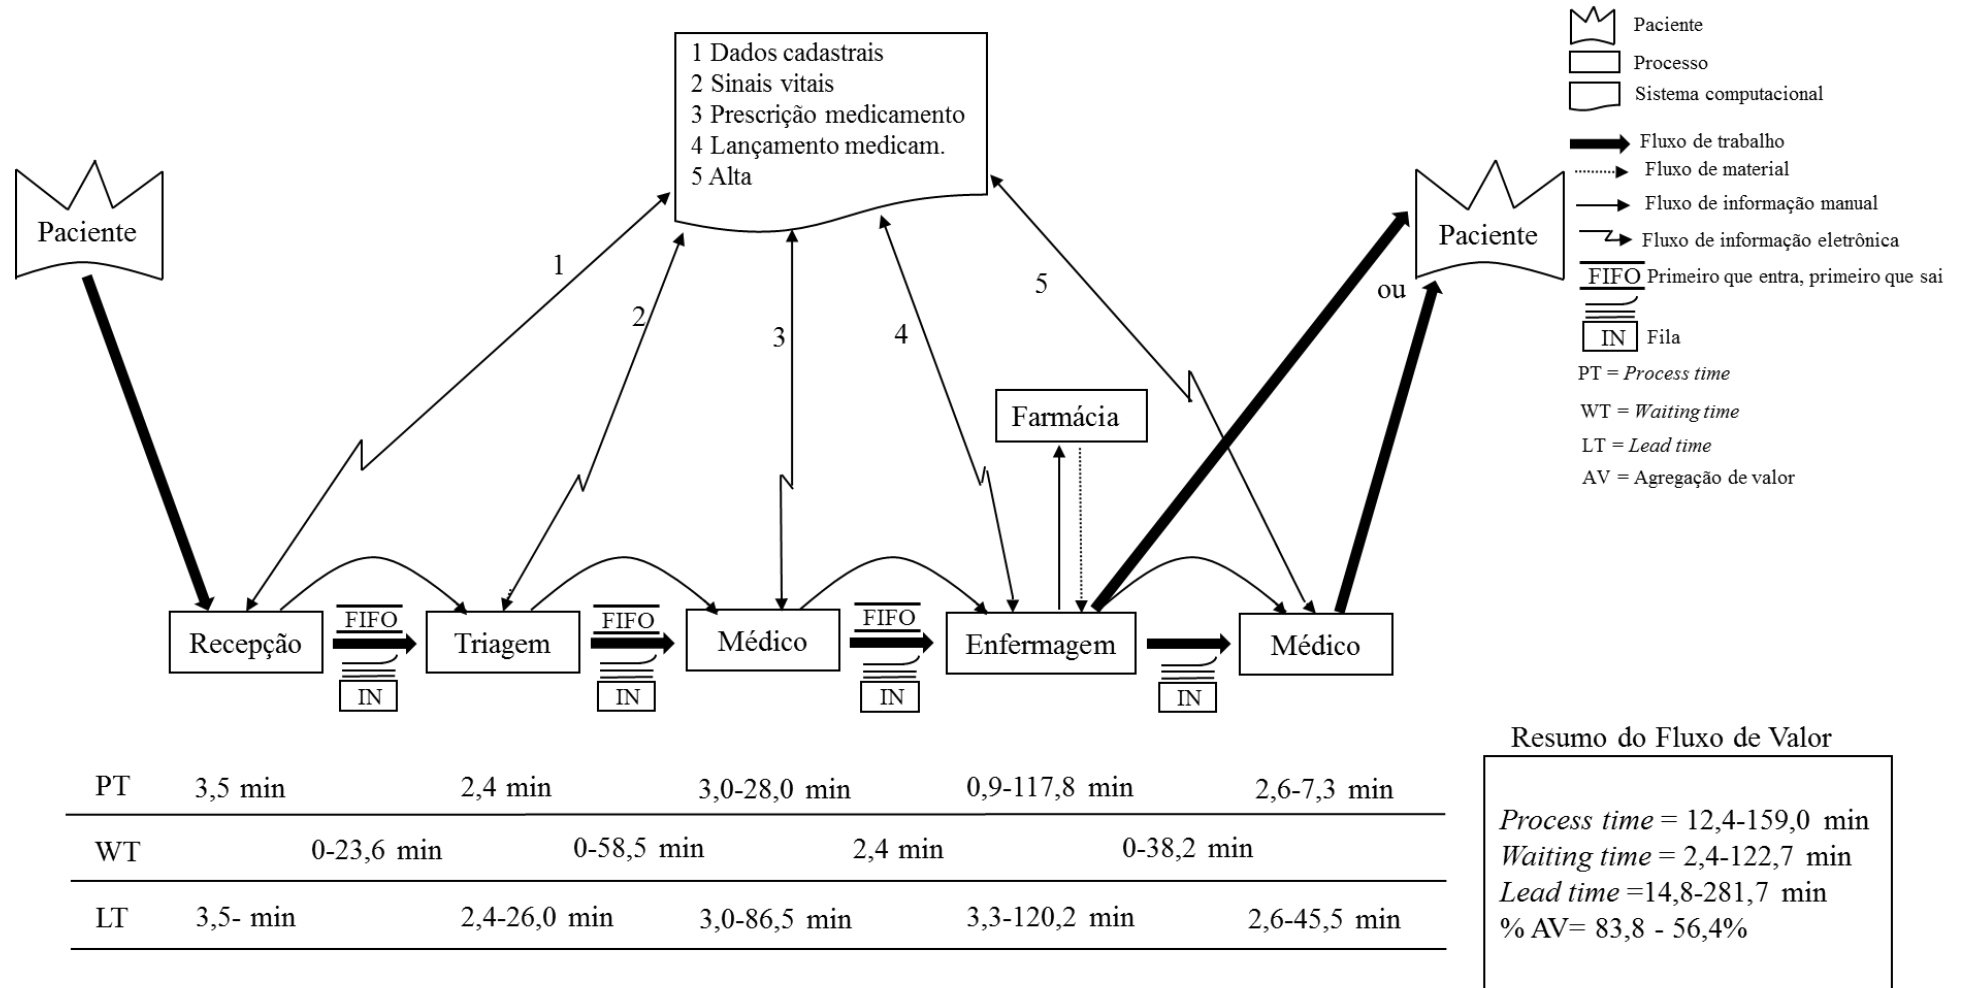 1 Dados cadastrais
2 Sinais vitais
3 Prescrição medicamento
4 Lançamento medicam.
5 Alta
Paciente
Paciente
ou
1
2
3
4
5
Farmácia
Recepção
FIFO
IN
Triagem
FIFO
IN
Médico
FIFO
IN
Enfermagem
IN
Médico
PT 3,5 min 2,4 min 3,0-28,0 min 0,9-117,8 min 2,6-7,3 min
WT 0-23,6 min 0-58,5 min 2,4 min 0-38,2 min
LT 3,5- min 2,4-26,0 min 3,0-86,5 min 3,3-120,2 min 2,6-45,5 min
Resumo do Fluxo de Valor
Process time = 12,4-159,0 min
Waiting time = 2,4-122,7 min
Lead time =14,8-281,7 min
% AV= 83,8 - 56,4%
Paciente
Processo
Sistema computacional
Fluxo de trabalho
Fluxo de material
Fluxo de informação manual
Fluxo de informação eletrônica
FIFO Primeiro que entra, primeiro que sai
IN Fila
PT = Process time
WT = Waiting time
LT = Lead time
AV = Agregação de valor